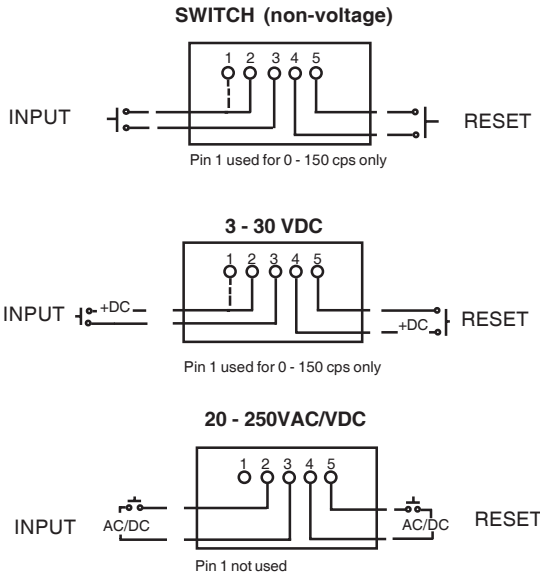 SWITCH (non-voltage)
1 2 3 4 5
INPUT
RESET
Pin 1 used for 0 - 150 cps only
3 - 30 VDC
1 2 3 4 5
INPUT
+DC
+DC
RESET
Pin 1 used for 0 - 150 cps only
20 - 250VAC/VDC
1 2 3 4 5
INPUT
AC/DC
AC/DC
RESET
Pin 1 not used